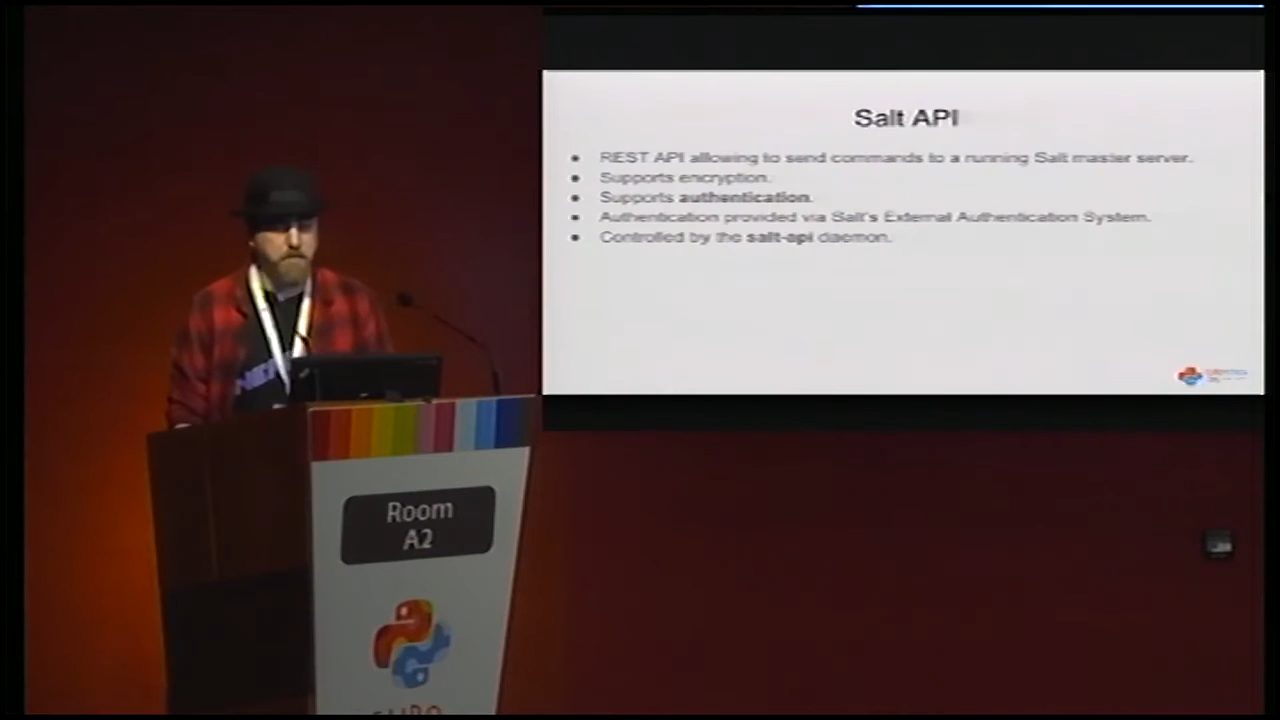 Salt API
• REST API allowing to send commands to a running Salt master server.
• Supports encryption.
• Supports authentication.
• Authentication provided via Salt's External Authentication System.
• Controlled by the salt-api daemon.
Room
A2